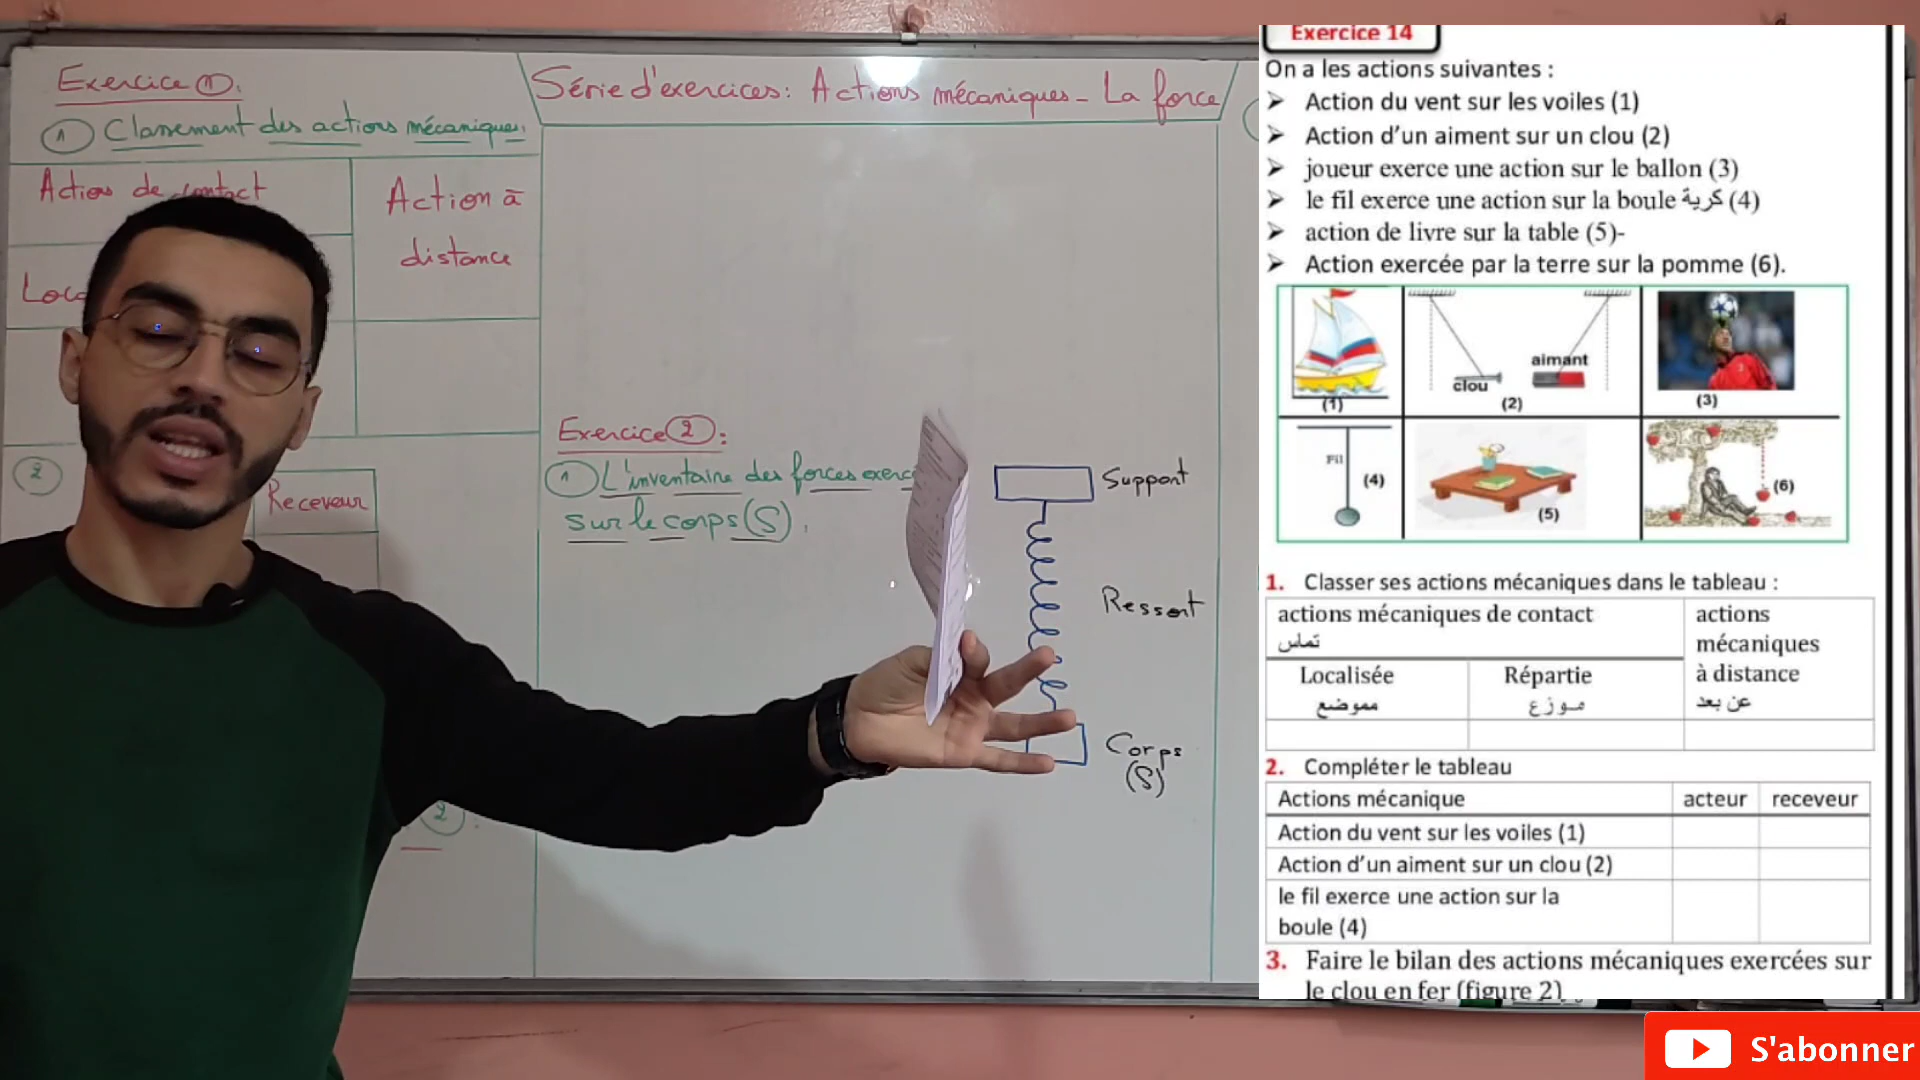 Exercice 1.
1 Classement des actions mécaniques.
Action de contact
Action à
distance
2
Receveur
2
Série d'exercices: Actions mécaniques - La force
Exercice 2 :
1 L'inventaire des forces
sur le corps (S).
Support
Ressort
Corps
(S)
Exercice 14
On a les actions suivantes :
➢ Action du vent sur les voiles (1)
➢ Action d'un aiment sur un clou (2)
➢ joueur exerce une action sur le ballon (3)
➢ le fil exerce une action sur la boule كرية (4)
➢ action de livre sur la table (5)-
➢ Action exercée par la terre sur la pomme (6).
(1)
clou
aimant
(2)
(3)
Fil
(4)
(5)
(6)
1. Classer ses actions mécaniques dans le tableau :
actions mécaniques de contact
تماس
actions
mécaniques
à distance
عن بعد
Localisée
مموضع
Répartie
مـوزع
2. Compléter le tableau
Actions mécanique acteur receveur
Action du vent sur les voiles (1)
Action d'un aiment sur un clou (2)
le fil exerce une action sur la
boule (4)
3. Faire le bilan des actions mécaniques exercées sur
le clou en fer (figure 2)
S'abonner